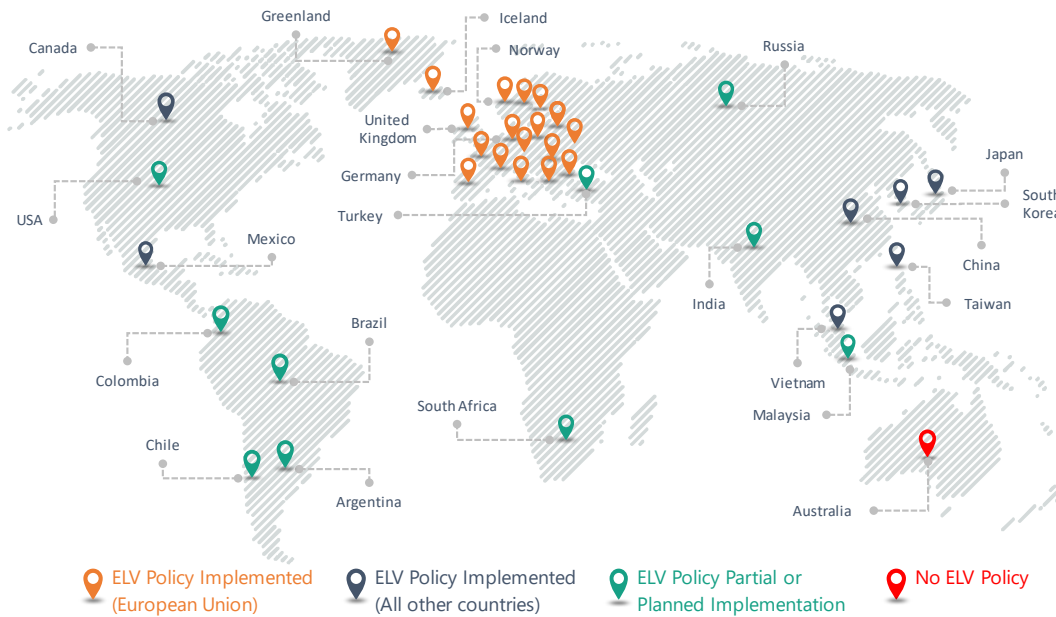 Greenland
Iceland
Canada
Norway
Russia
United
Kingdom
Germany
Japan
South
Korea
USA
Turkey
Mexico
China
India
Taiwan
Brazil
Colombia
Vietnam
Malaysia
South Africa
Chile
Argentina
Australia
ELV Policy Implemented
(European Union)
ELV Policy Implemented
(All other countries)
ELV Policy Partial or
Planned Implementation
No ELV Policy